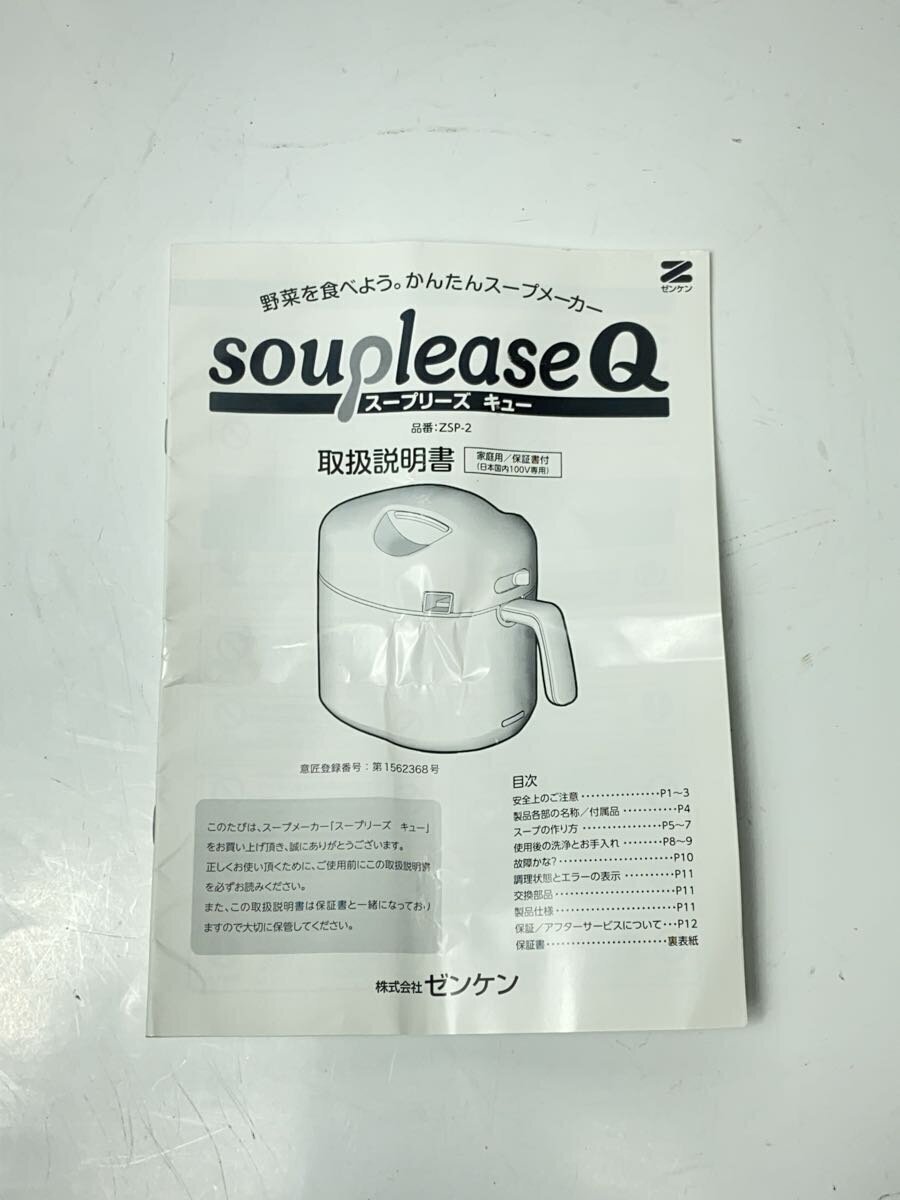 ゼンケン
野菜を食べよう。かんたんスープメーカー
souplease Q
スープリーズ キュー
品番:ZSP-2
取扱説明書
家庭用/保証書付
(日本国内100V専用)
意匠登録番号:第1562368号
このたびは、スープメーカー「スープリーズ キュー」
をお買い上げ頂き、誠にありがとうございます。
正しくお使い頂くために、ご使用前にこの取扱説明書
を必ずお読みください。
また、この取扱説明書は保証書と一緒になっており
ますので大切に保管してください。
目次
安全上のご注意 ・・・・・・・・・・・・・・・・P1~3
製品各部の名称/付属品 ・・・・・・・・・・・P4
スープの作り方 ・・・・・・・・・・・・・・・・P5~7
使用後の洗浄とお手入れ ・・・・・・・・P8~9
故障かな? ・・・・・・・・・・・・・・・・・・・・・・・P10
調理状態とエラーの表示 ・・・・・・・・・・P11
交換部品 ・・・・・・・・・・・・・・・・・・・・・・・・P11
製品仕様 ・・・・・・・・・・・・・・・・・・・・・・・・P11
保証/アフターサービスについて・・・P12
保証書 ・・・・・・・・・・・・・・・・・・・・・・・・裏表紙
株式会社 ゼンケン